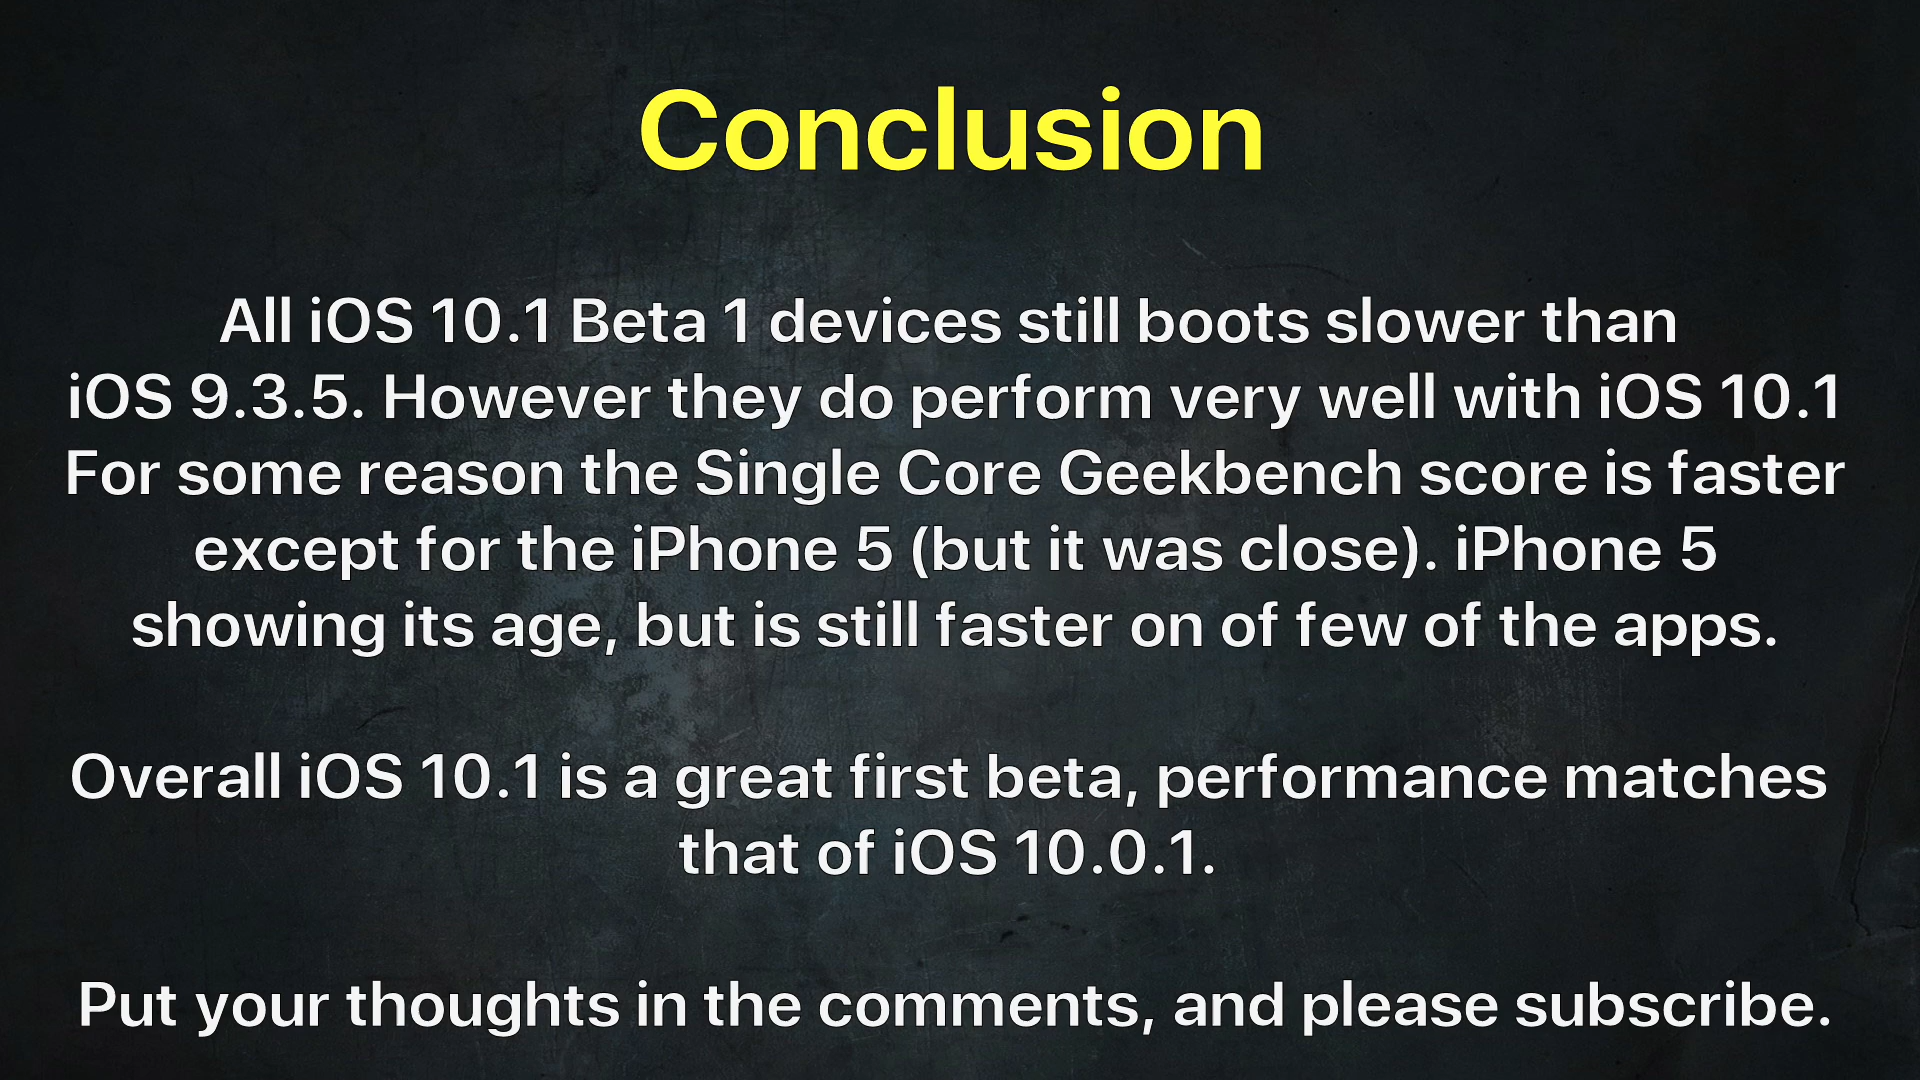 Conclusion
All iOS 10.1 Beta 1 devices still boots slower than
iOS 9.3.5. However they do perform very well with iOS 10.1
For some reason the Single Core Geekbench score is faster
except for the iPhone 5 (but it was close). iPhone 5
showing its age, but is still faster on of few of the apps.
Overall iOS 10.1 is a great first beta, performance matches
that of iOS 10.0.1.
Put your thoughts in the comments, and please subscribe.